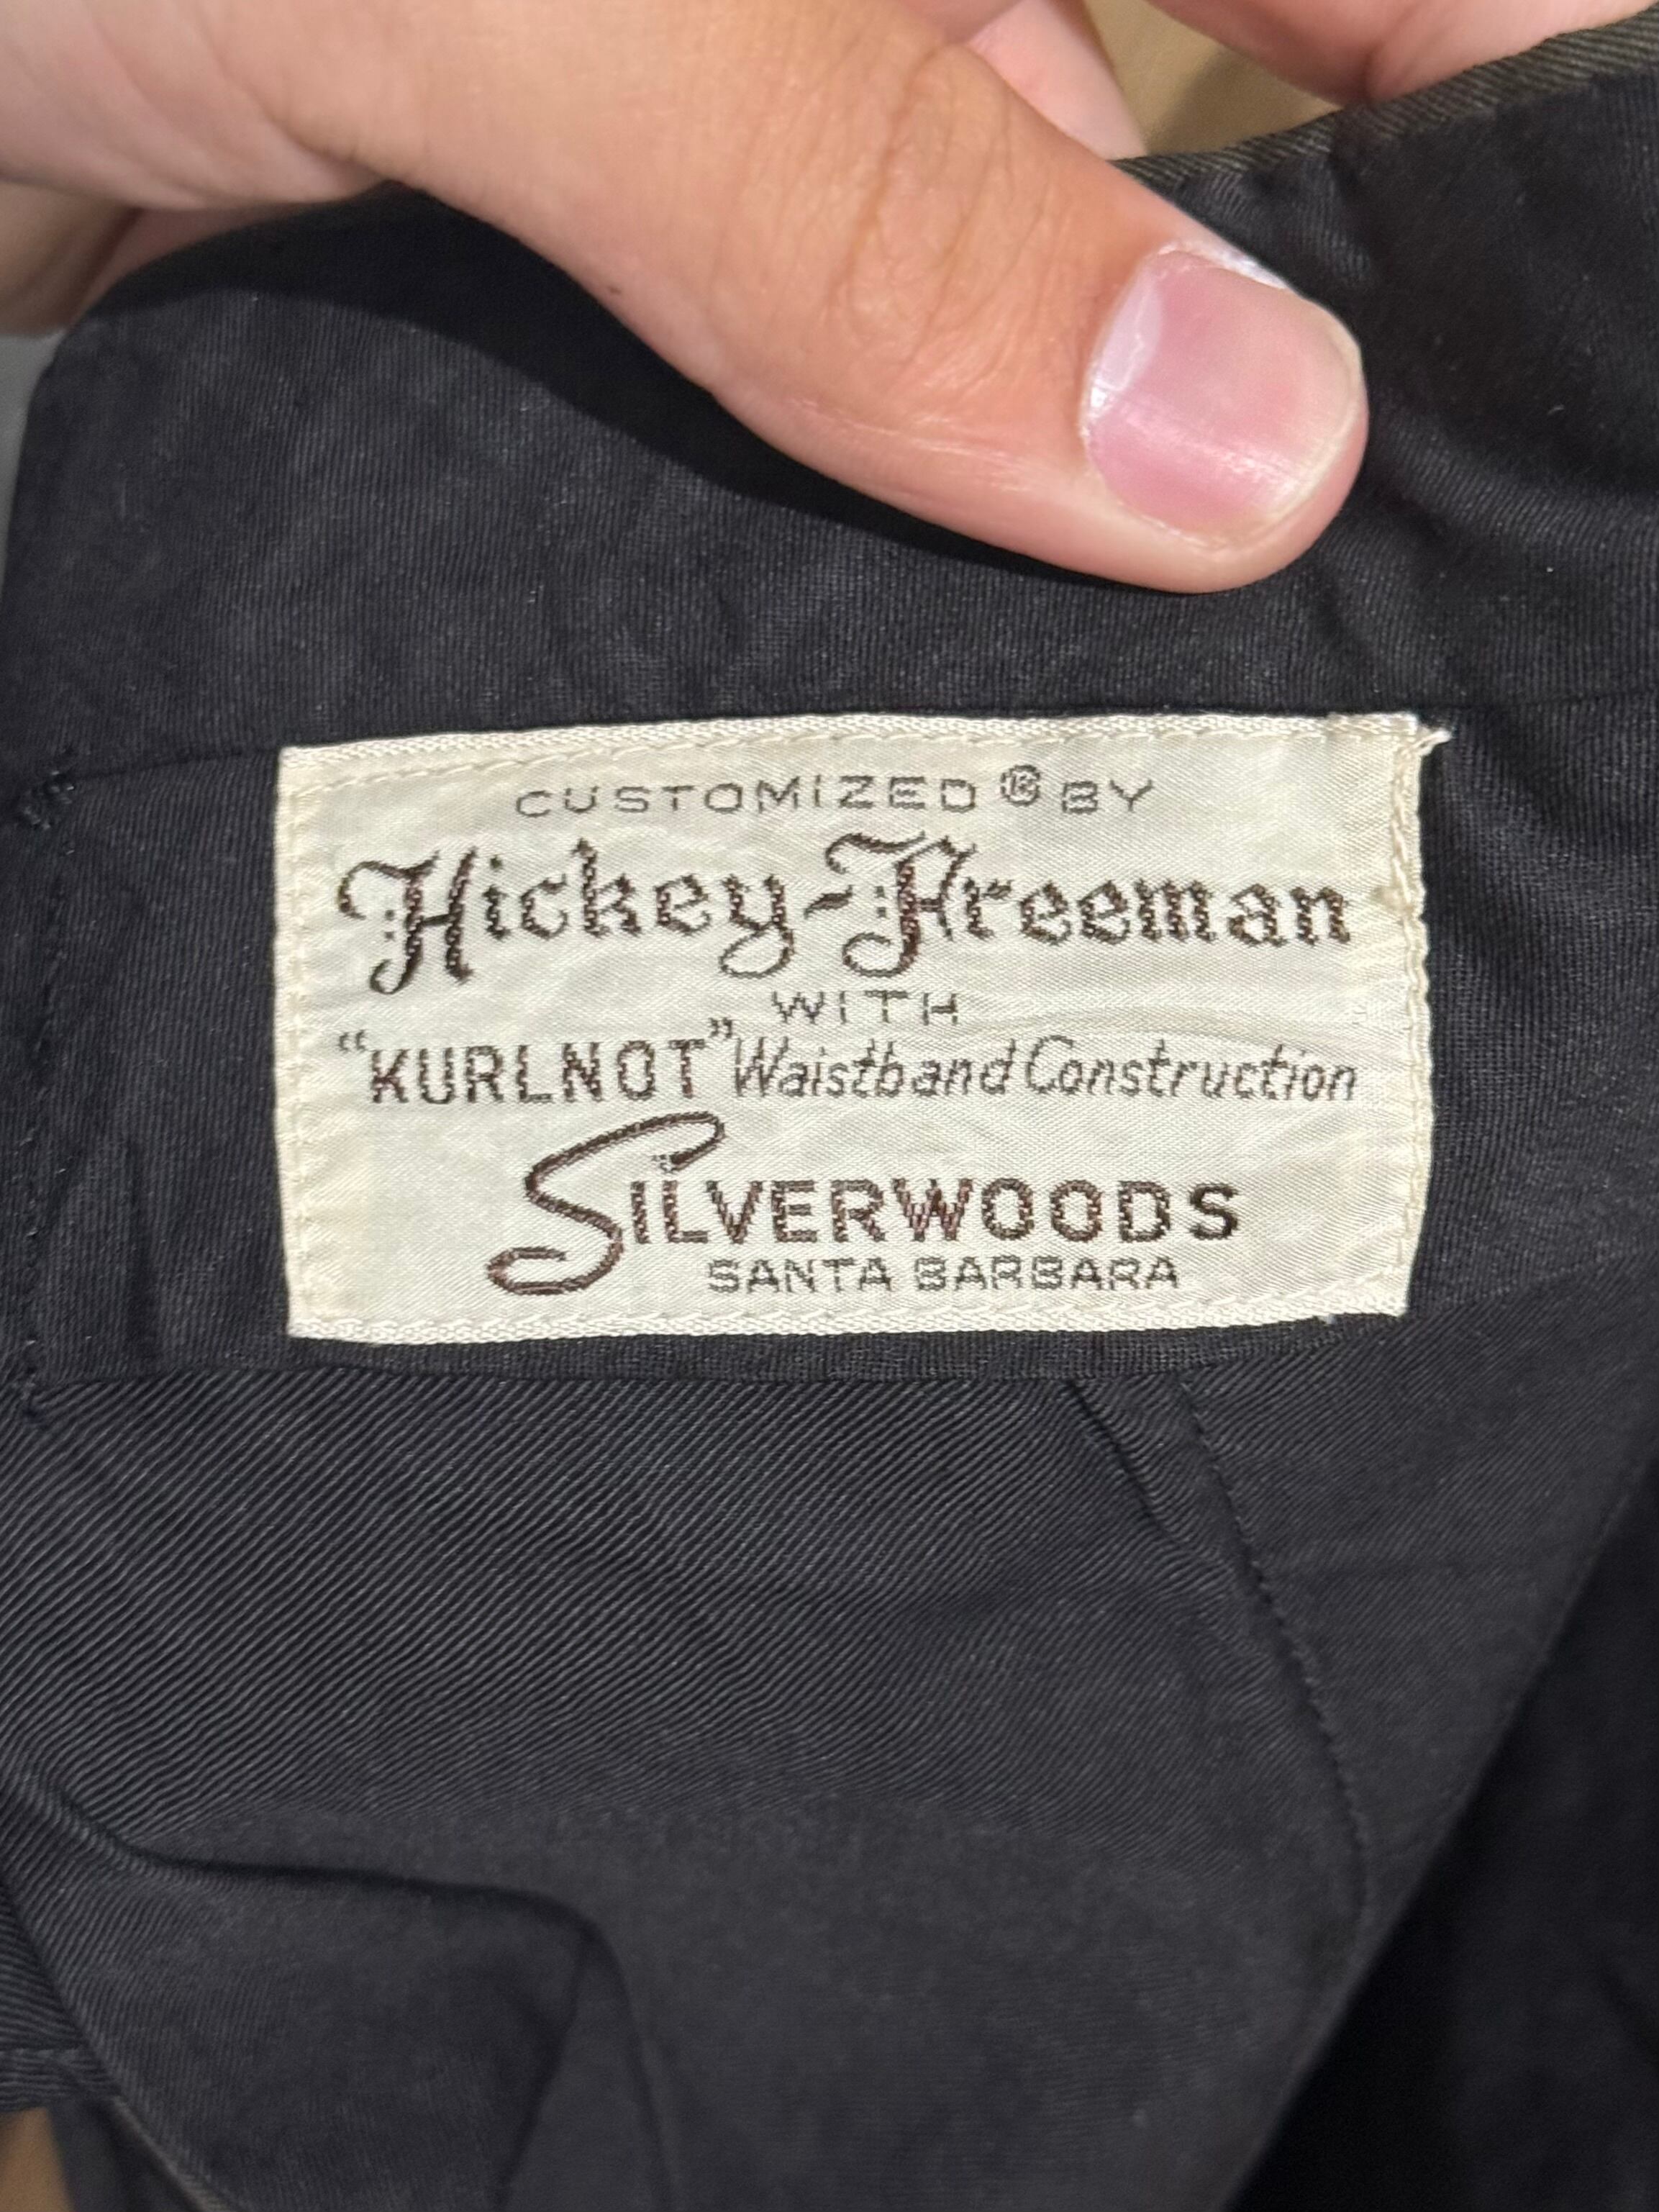 CUSTOMIZED ® BY
Hickey-Freeman
WITH
“KURLNOT” Waistband Construction
SILVERWOODS
SANTA BARBARA